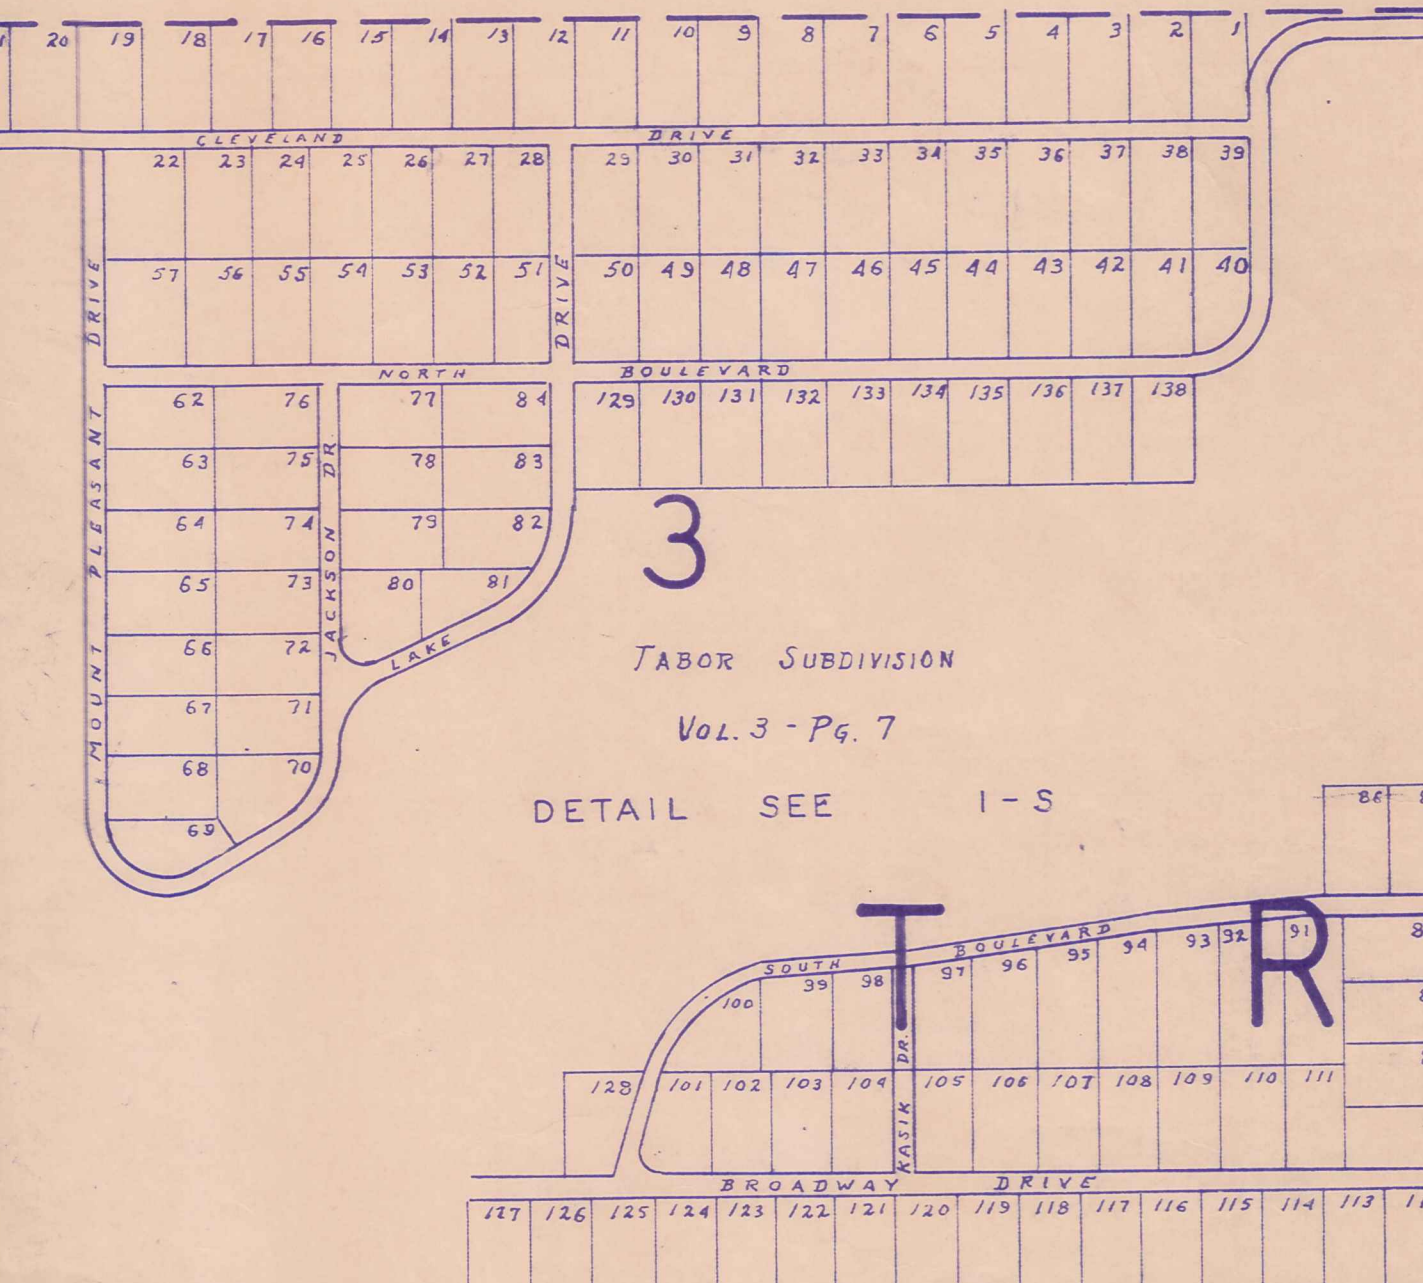 20 19 18 17 16 15 14 13 12 11 10 9 8 7 6 5 4 3 2 1
CLEVELAND DRIVE
22 23 24 25 26 27 28 29 30 31 32 33 34 35 36 37 38 39
57 56 55 54 53 52 51 50 49 48 47 46 45 44 43 42 41 40
MOUNT PLEASANT DRIVE
LAKE DRIVE
NORTH BOULEVARD
62 76 77 84 129 130 131 132 133 134 135 136 137 138
JACKSON DR.
63 75 78 83
64 74 79 82
65 73 80 81
66 72
67 71
68 70
69
3
TABOR SUBDIVISION
VOL. 3 - PG. 7
DETAIL SEE 1-S
86
T R
SOUTH BOULEVARD
100 99 98 97 96 95 94 93 92 91
KASIK DR.
128 101 102 103 104 105 106 107 108 109 110 111
BROADWAY DRIVE
127 126 125 124 123 122 121 120 119 118 117 116 115 114 113